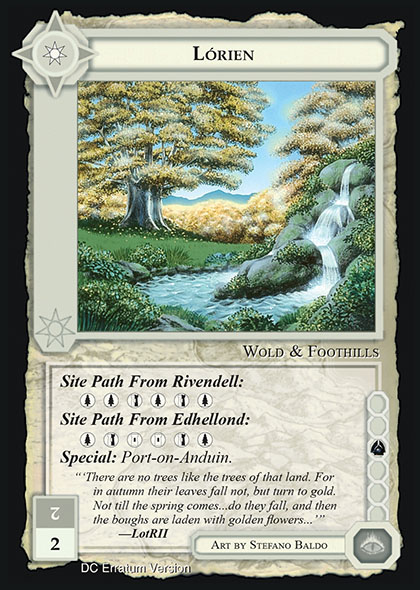 LÓRIEN
WOLD & FOOTHILLS
Site Path From Rivendell:
Site Path From Edhellond:
Special: Port-on-Anduin.
“‘There are no trees like the trees of that land. For
in autumn their leaves fall not, but turn to gold.
Not till the spring comes...do they fall, and then
the boughs are laden with golden flowers...’”
—LotRII
2
2
ART BY STEFANO BALDO
DC Erratum Version